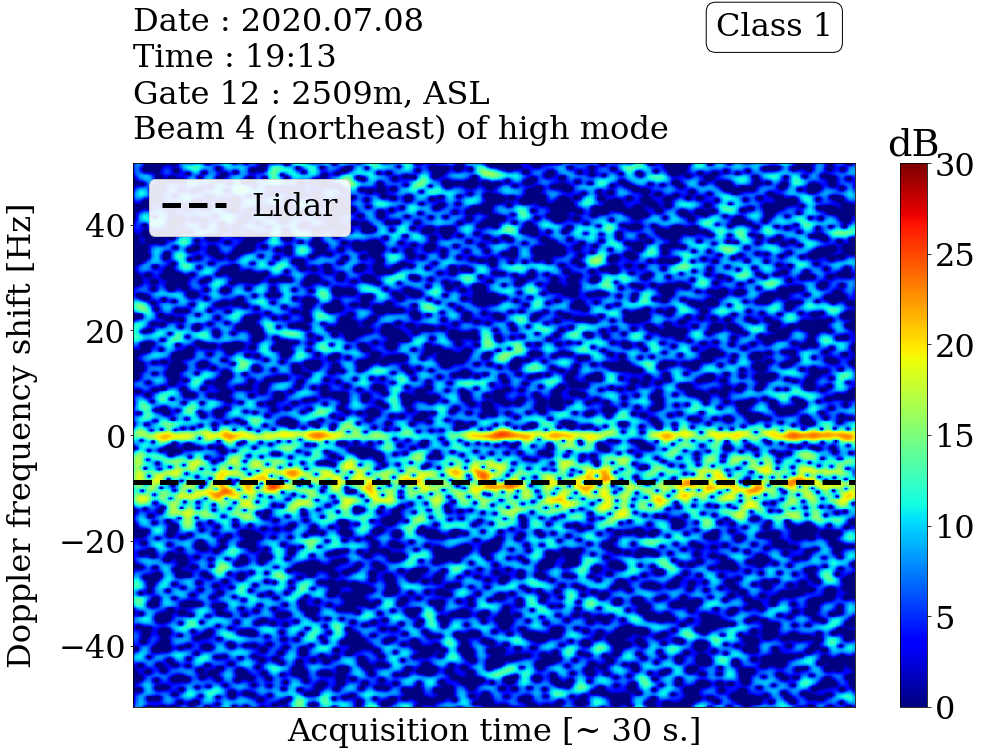 Date : 2020.07.08
Time : 19:13
Gate 12 : 2509m, ASL
Beam 4 (northeast) of high mode
Class 1
dB
Lidar
Doppler frequency shift [Hz]
40
20
0
−20
−40
30
25
20
15
10
5
0
Acquisition time [~ 30 s.]